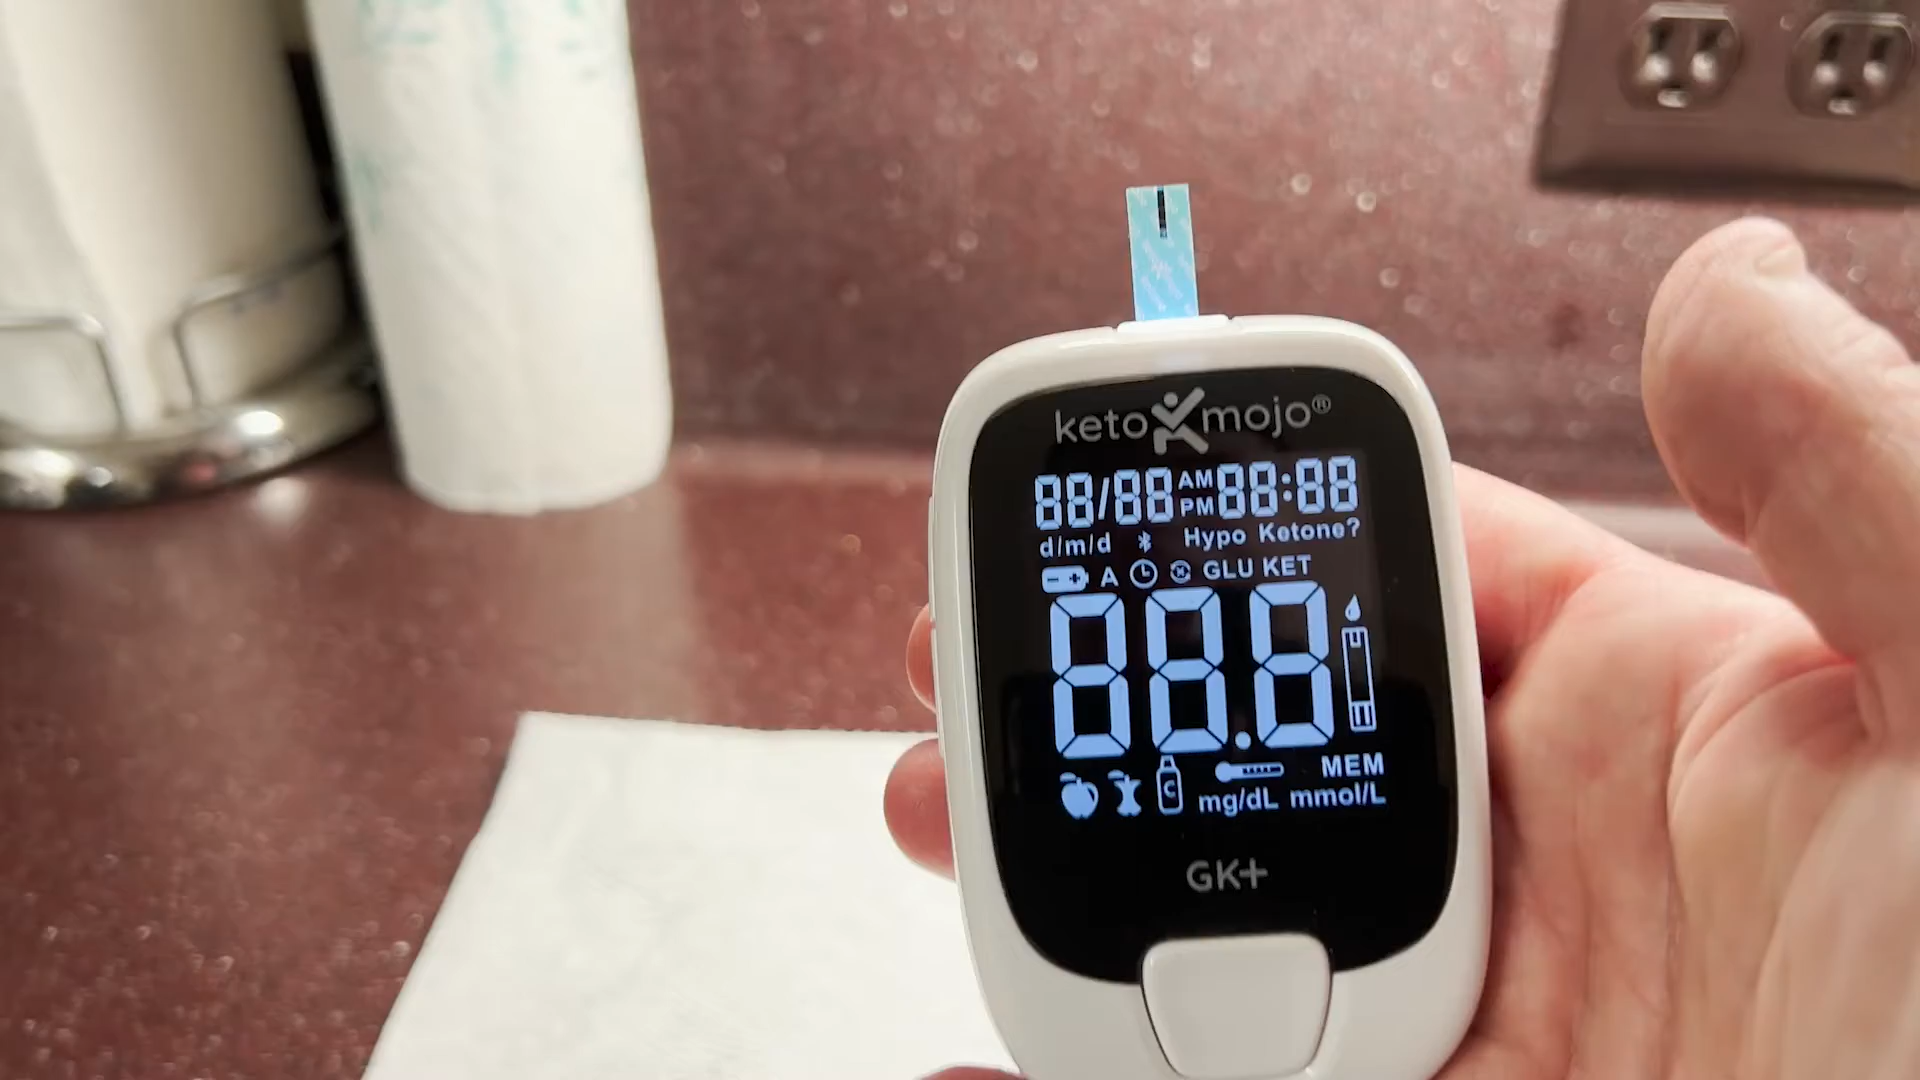 keto mojo®
88/88 AM PM 88:88
d/m/d Hypo Ketone?
A GLU KET
88.8
C MEM
mg/dL mmol/L
GK+